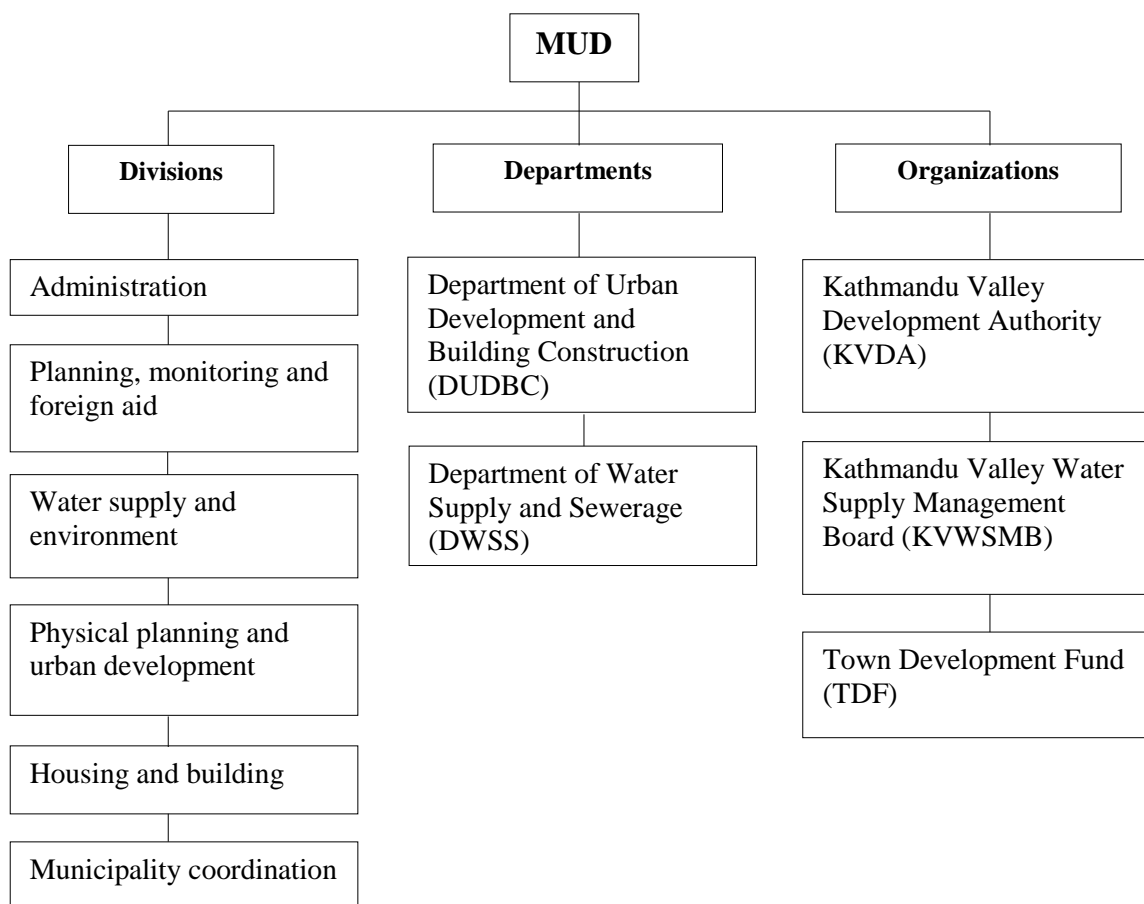 MUD
Divisions
Departments
Organizations
Administration
Planning, monitoring and
foreign aid
Water supply and
environment
Physical planning and
urban development
Housing and building
Municipality coordination
Department of Urban
Development and
Building Construction
(DUDBC)
Department of Water
Supply and Sewerage
(DWSS)
Kathmandu Valley
Development Authority
(KVDA)
Kathmandu Valley Water
Supply Management
Board (KVWSMB)
Town Development Fund
(TDF)